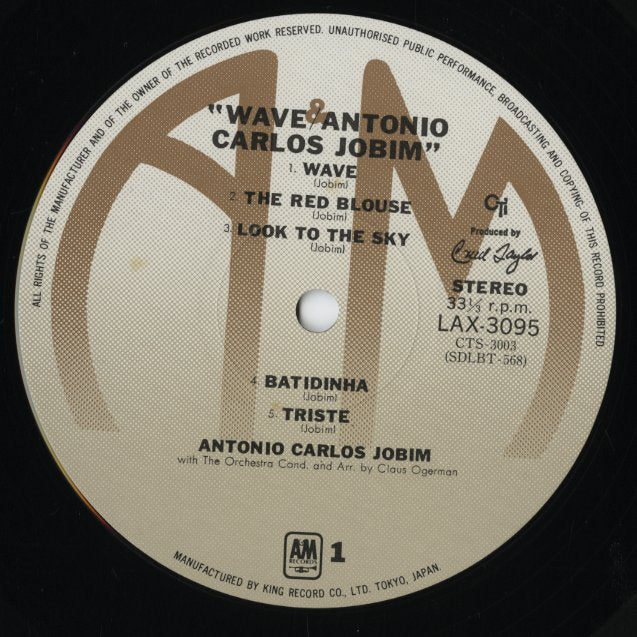 ALL RIGHTS OF THE MANUFACTURER AND OF THE OWNER OF THE RECORDED WORK RESERVED. UNAUTHORISED PUBLIC PERFORMANCE, BROADCASTING AND COPYING OF THIS RECORD PROHIBITED
A&M
"WAVE ANTONIO
CARLOS JOBIM"
1. WAVE
(Jobim)
2. THE RED BLOUSE
(Jobim)
3. LOOK TO THE SKY
(Jobim)
CTi
Produced by
Creed Taylor
STEREO
33⅓ r.p.m.
LAX-3095
CTS-3003
(SDLBT-568)
4. BATIDINHA
(Jobim)
5. TRISTE
(Jobim)
ANTONIO CARLOS JOBIM
with The Orchestra Cond. and Arr. by Claus Ogerman
A&M
RECORDS
1
MANUFACTURED BY KING RECORD CO., LTD. TOKYO, JAPAN.